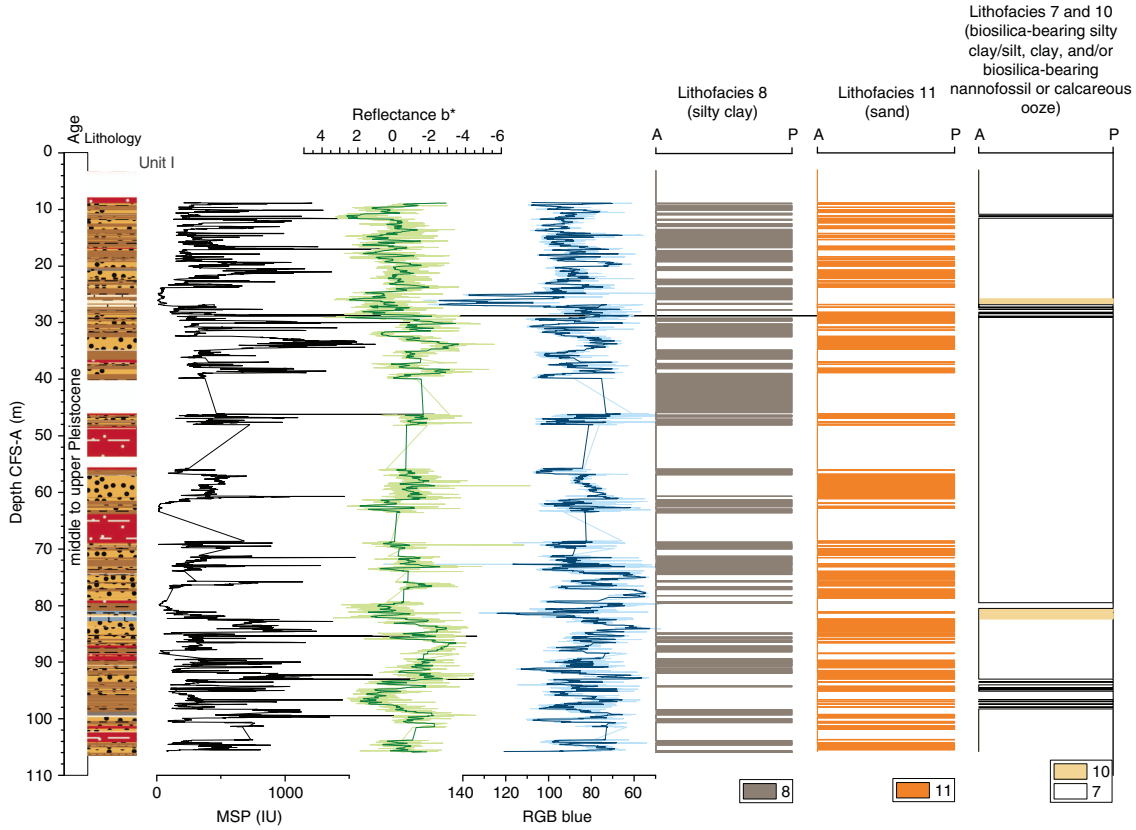 Lithofacies 7 and 10
(biosilica-bearing silty
clay/silt, clay, and/or
biosilica-bearing
nannofossil or calcareous
ooze)
Lithofacies 8
(silty clay)
Lithofacies 11
(sand)
Reflectance b*
4 2 0 -2 -4 -6
A P
A P
A P
Age
Lithology
Unit I
Depth CFS-A (m)
middle to upper Pleistocene
0
10
20
30
40
50
60
70
80
90
100
110
0 1000
MSP (IU)
140 120 100 80 60
RGB blue
8
11
10
7